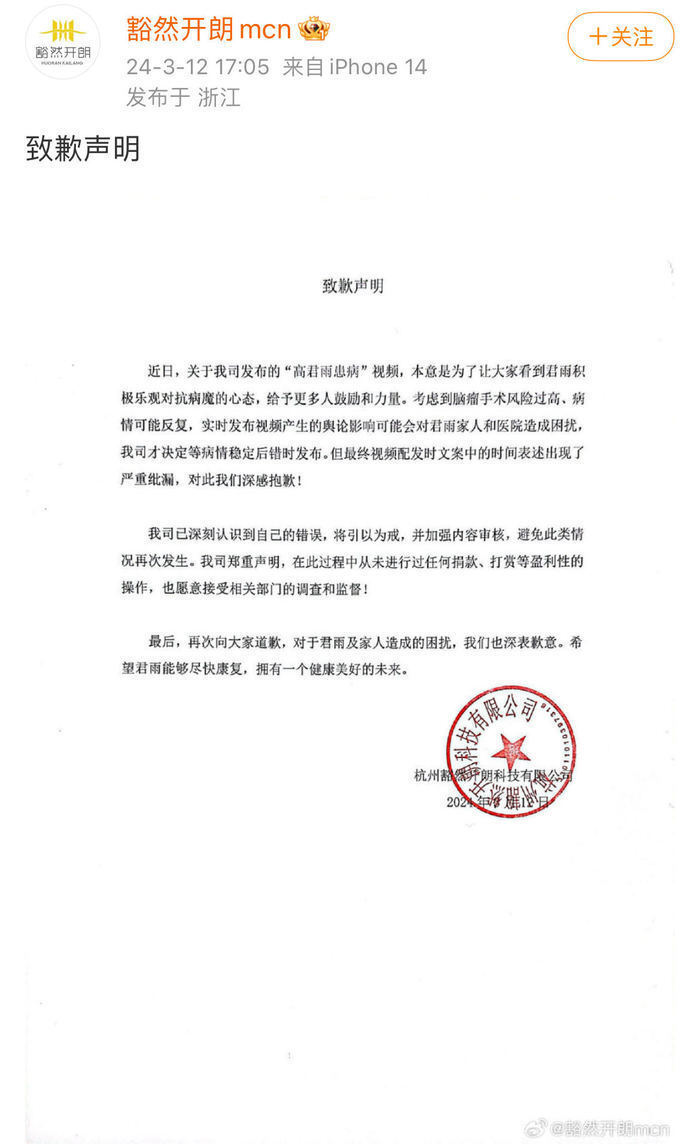 豁然开朗
HUORAN KAILANG
豁然开朗mcn
24-3-12 17:05 来自 iPhone 14
发布于 浙江
+关注
致歉声明
致歉声明
近日，关于我司发布的“高君雨患病”视频，本意是为了让大家看到君雨积
极乐观对抗病魔的心态，给予更多人鼓励和力量。考虑到脑瘤手术风险过高、病
情可能反复，实时发布视频产生的舆论影响可能会对君雨家人和医院造成困扰，
我司才决定等病情稳定后错时发布。但最终视频配发时文案中的时间表述出现了
严重纰漏，对此我们深感抱歉！
我司已深刻认识到自己的错误，将引以为戒，并加强内容审核，避免此类情
况再次发生。我司郑重声明，在此过程中从未进行过任何捐款、打赏等盈利性的
操作，也愿意接受相关部门的调查和监督！
最后，再次向大家道歉，对于君雨及家人造成的困扰，我们也深表歉意。希
望君雨能够尽快康复，拥有一个健康美好的未来。
杭州豁然开朗科技有限公司
2024年3月12日
杭州豁然开朗科技有限公司
@豁然开朗mcn